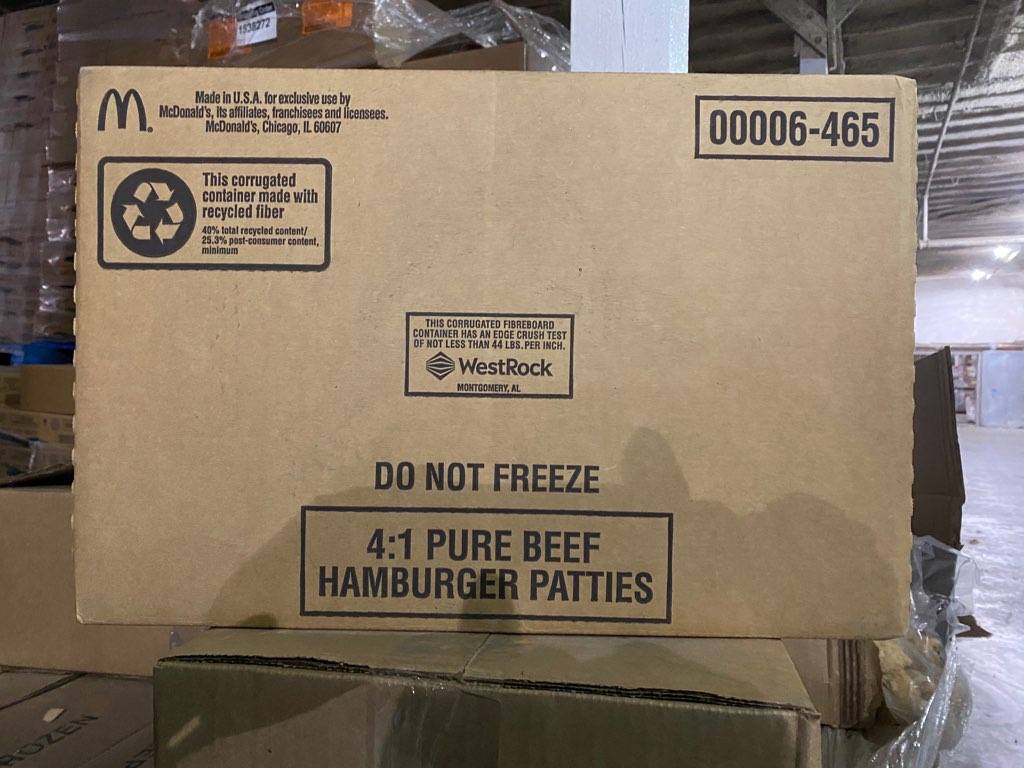 1538272
M.
Made in U.S.A. for exclusive use by
McDonald's, its affiliates, franchisees and licensees.
McDonald's, Chicago, IL 60607
00006-465
This corrugated
container made with
recycled fiber
40% total recycled content/
25.3% post-consumer content,
minimum
THIS CORRUGATED FIBREBOARD
CONTAINER HAS AN EDGE CRUSH TEST
OF NOT LESS THAN 44 LBS. PER INCH.
WestRock
MONTGOMERY, AL
DO NOT FREEZE
4:1 PURE BEEF
HAMBURGER PATTIES